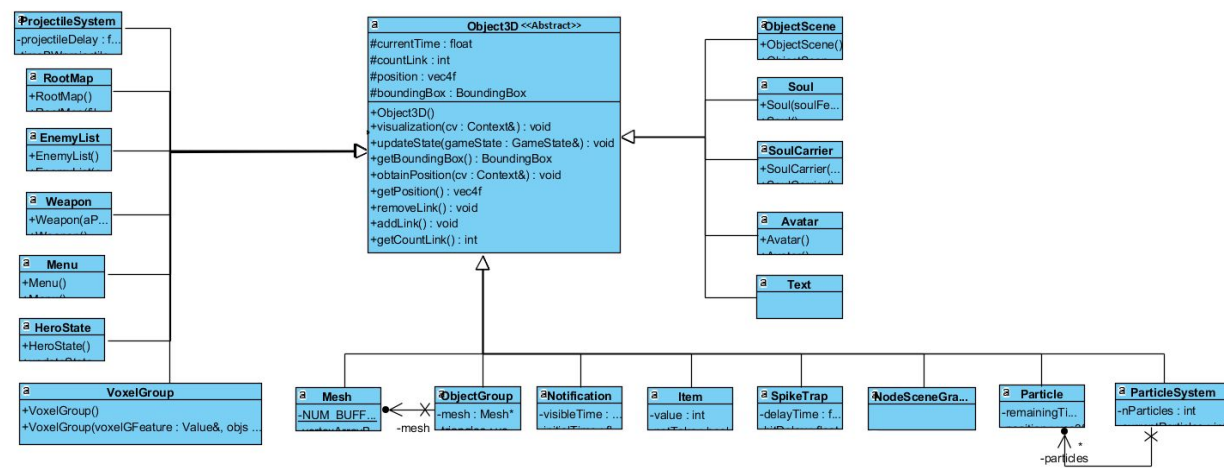 ProjectileSystem
-projectileDelay : f...
RootMap
+RootMap()
EnemyList
+EnemyList()
Weapon
+Weapon(aP...
Menu
+Menu()
HeroState
+HeroState()
VoxelGroup
+VoxelGroup()
+VoxelGroup(voxelGFeature : Value&, objs ...
Object3D <<Abstract>>
#currentTime : float
#countLink : int
#position : vec4f
#boundingBox : BoundingBox
+Object3D()
+visualization(cv : Context&) : void
+updateState(gameState : GameState&) : void
+getBoundingBox() : BoundingBox
+obtainPosition(cv : Context&) : void
+getPosition() : vec4f
+removeLink() : void
+addLink() : void
+getCountLink() : int
ObjectScene
+ObjectScene()
Soul
+Soul(soulFe...
SoulCarrier
+SoulCarrier(...
Avatar
+Avatar()
Text
Mesh
-NUM_BUFF...
-mesh
ObjectGroup
-mesh : Mesh*
Notification
-visibleTime : ...
Item
-value : int
SpikeTrap
-delayTime : f...
NodeSceneGra...
Particle
-remainingTi...
ParticleSystem
-nParticles : int
*
-particles